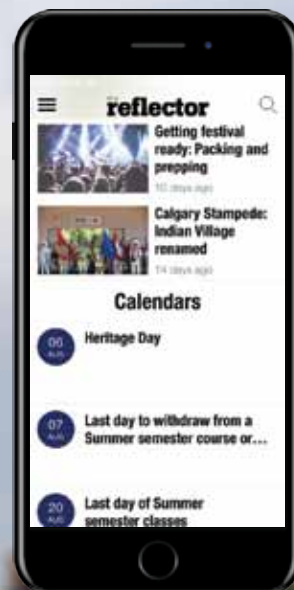 reflector
Getting festival
ready: Packing and
prepping
10 days ago
Calgary Stampede:
Indian Village
renamed
14 days ago
Calendars
06
AUG
Heritage Day
07
AUG
Last day to withdraw from a
Summer semester course or...
20
AUG
Last day of Summer
semester classes